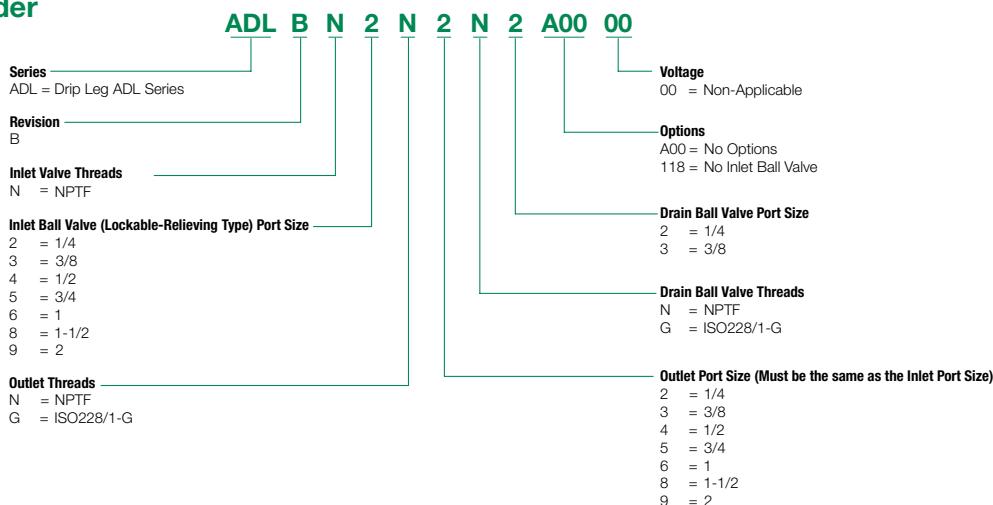 der
ADL B N 2 N 2 N 2 A00 00
Series
ADL = Drip Leg ADL Series
Revision
B
Inlet Valve Threads
N = NPTF
Inlet Ball Valve (Lockable-Relieving Type) Port Size
2 = 1/4
3 = 3/8
4 = 1/2
5 = 3/4
6 = 1
8 = 1-1/2
9 = 2
Outlet Threads
N = NPTF
G = ISO228/1-G
Voltage
00 = Non-Applicable
Options
A00 = No Options
118 = No Inlet Ball Valve
Drain Ball Valve Port Size
2 = 1/4
3 = 3/8
Drain Ball Valve Threads
N = NPTF
G = ISO228/1-G
Outlet Port Size (Must be the same as the Inlet Port Size)
2 = 1/4
3 = 3/8
4 = 1/2
5 = 3/4
6 = 1
8 = 1-1/2
9 = 2